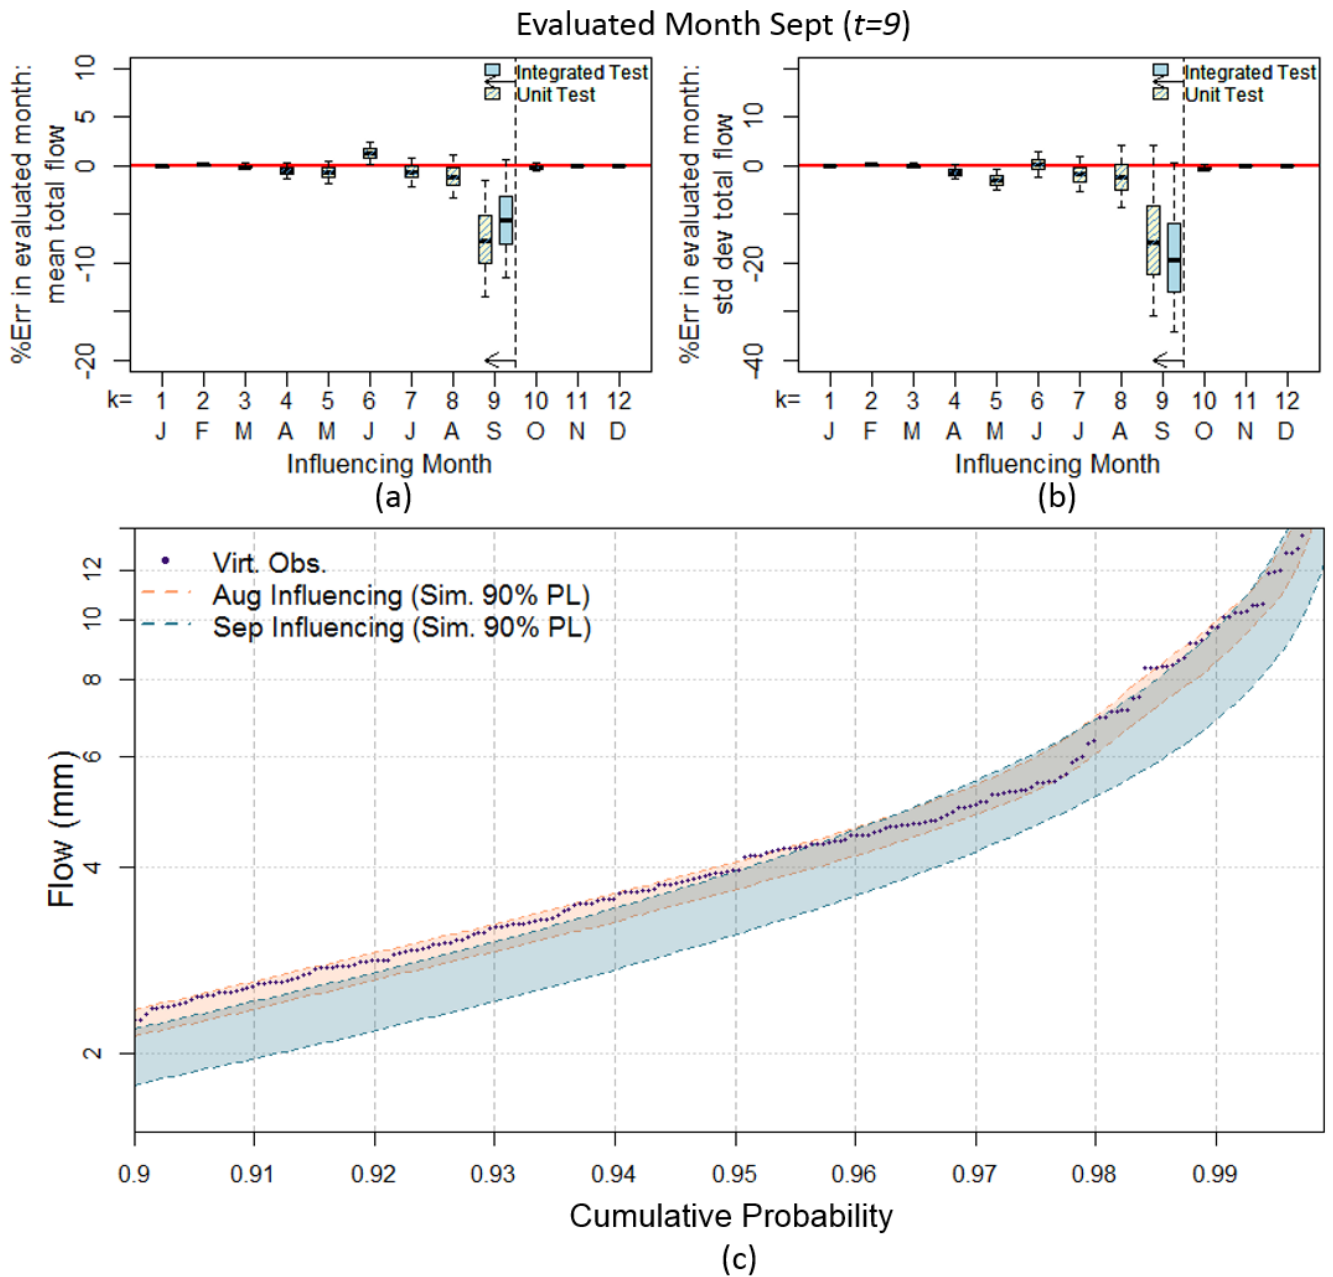 Evaluated Month Sept (t=9)
%Err in evaluated month:
mean total flow
10
5
0
-10
-20
Integrated Test
Unit Test
k= 1 2 3 4 5 6 7 8 9 10 11 12
J F M A M J J A S O N D
Influencing Month
(a)
%Err in evaluated month:
std dev total flow
10
0
-20
-40
Integrated Test
Unit Test
k= 1 2 3 4 5 6 7 8 9 10 11 12
J F M A M J J A S O N D
Influencing Month
(b)
Virt. Obs.
Aug Influencing (Sim. 90% PL)
Sep Influencing (Sim. 90% PL)
Flow (mm)
12
10
8
6
4
2
0.9 0.91 0.92 0.93 0.94 0.95 0.96 0.97 0.98 0.99
Cumulative Probability
(c)